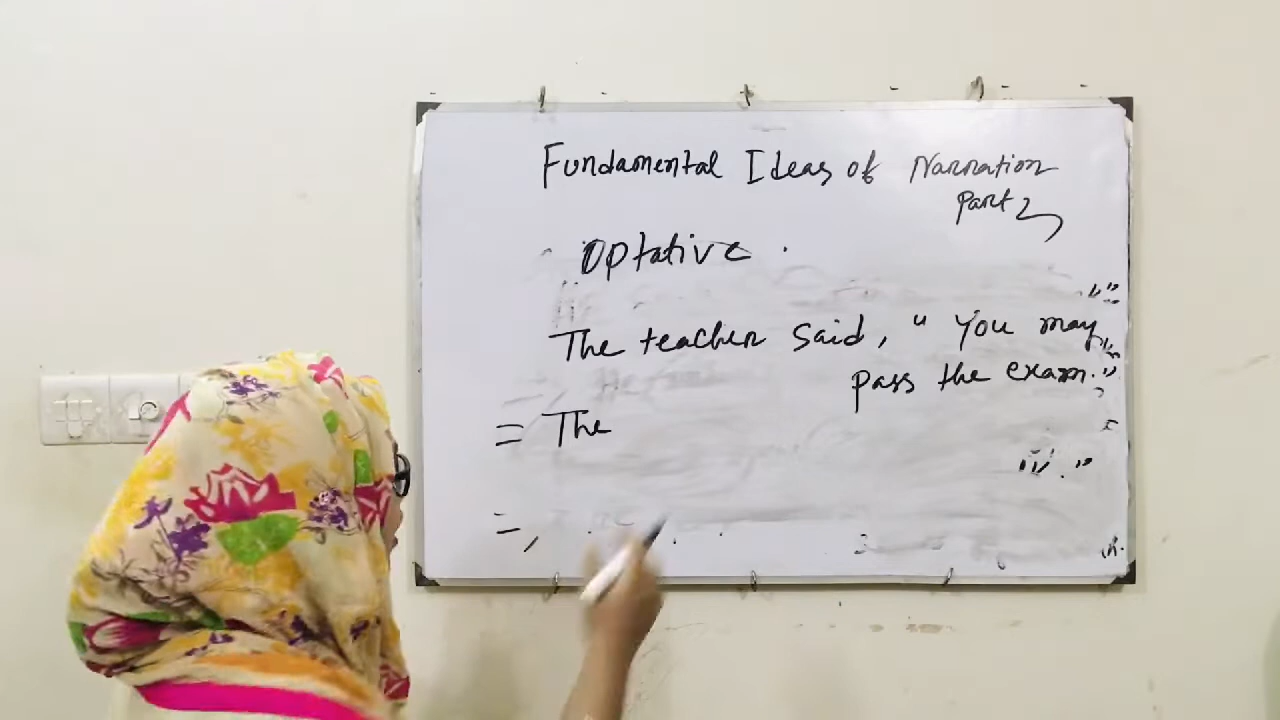 Fundamental Ideas of Narration
Part 2
Optative.
The teacher said, "You may
pass the exam."
= The